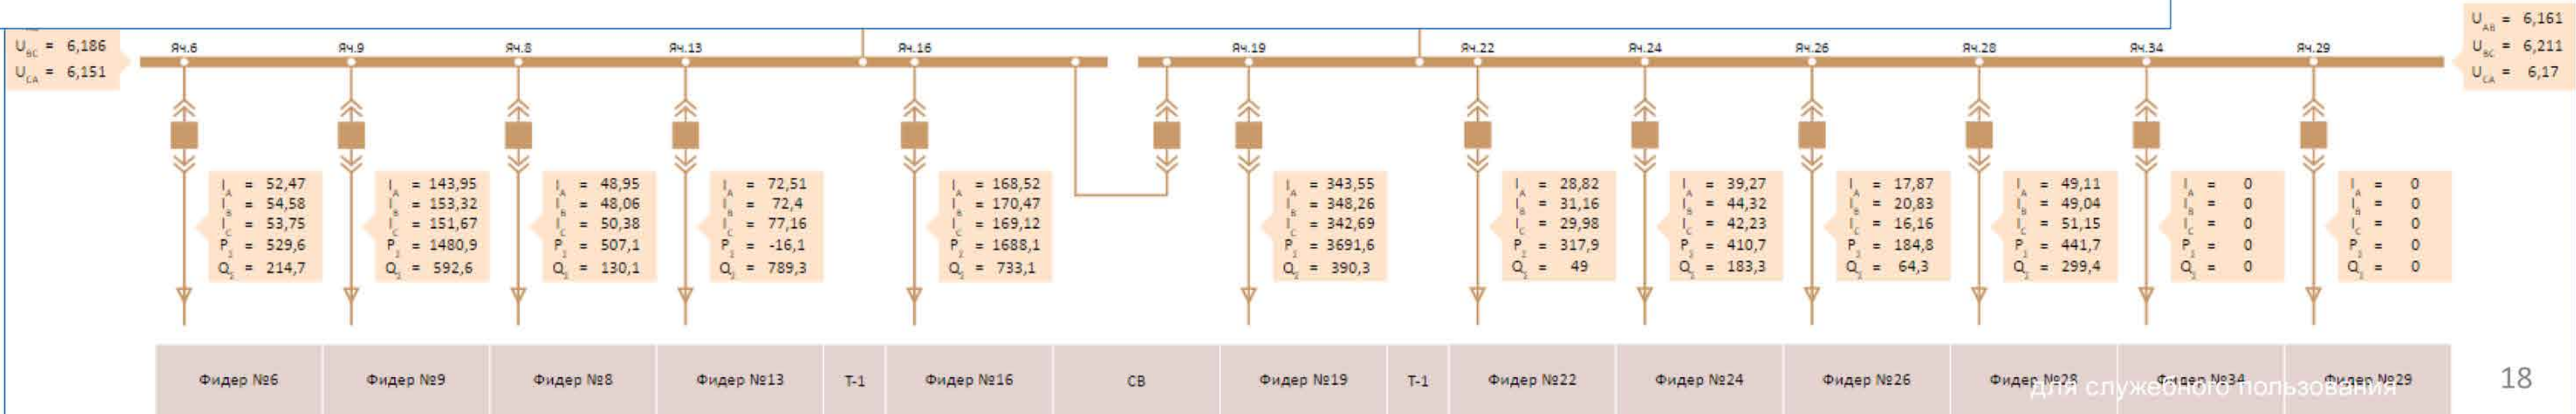 U_BC = 6,186
U_CA = 6,151
U_AB = 6,161
U_BC = 6,211
U_CA = 6,17
Яч.6 Яч.9 Яч.8 Яч.13 Яч.16 Яч.19 Яч.22 Яч.24 Яч.26 Яч.28 Яч.34 Яч.29
I_A = 52,47
I_B = 54,58
I_C = 53,75
P_Σ = 529,6
Q_Σ = 214,7
I_A = 143,95
I_B = 153,32
I_C = 151,67
P_Σ = 1480,9
Q_Σ = 592,6
I_A = 48,95
I_B = 48,06
I_C = 50,38
P_Σ = 507,1
Q_Σ = 130,1
I_A = 72,51
I_B = 72,4
I_C = 77,16
P_Σ = -16,1
Q_Σ = 789,3
I_A = 168,52
I_B = 170,47
I_C = 169,12
P_Σ = 1688,1
Q_Σ = 733,1
I_A = 343,55
I_B = 348,26
I_C = 342,69
P_Σ = 3691,6
Q_Σ = 390,3
I_A = 28,82
I_B = 31,16
I_C = 29,98
P_Σ = 317,9
Q_Σ = 49
I_A = 39,27
I_B = 44,32
I_C = 42,23
P_Σ = 410,7
Q_Σ = 183,3
I_A = 17,87
I_B = 20,83
I_C = 16,16
P_Σ = 184,8
Q_Σ = 64,3
I_A = 49,11
I_B = 49,04
I_C = 51,15
P_Σ = 441,7
Q_Σ = 299,4
I_A = 0
I_B = 0
I_C = 0
P_Σ = 0
Q_Σ = 0
I_A = 0
I_B = 0
I_C = 0
P_Σ = 0
Q_Σ = 0
Фидер №6 Фидер №9 Фидер №8 Фидер №13 Т-1 Фидер №16 СВ Фидер №19 Т-1 Фидер №22 Фидер №24 Фидер №26 Фидер №28 Фидер №34 Фидер №29
для служебного пользования
18